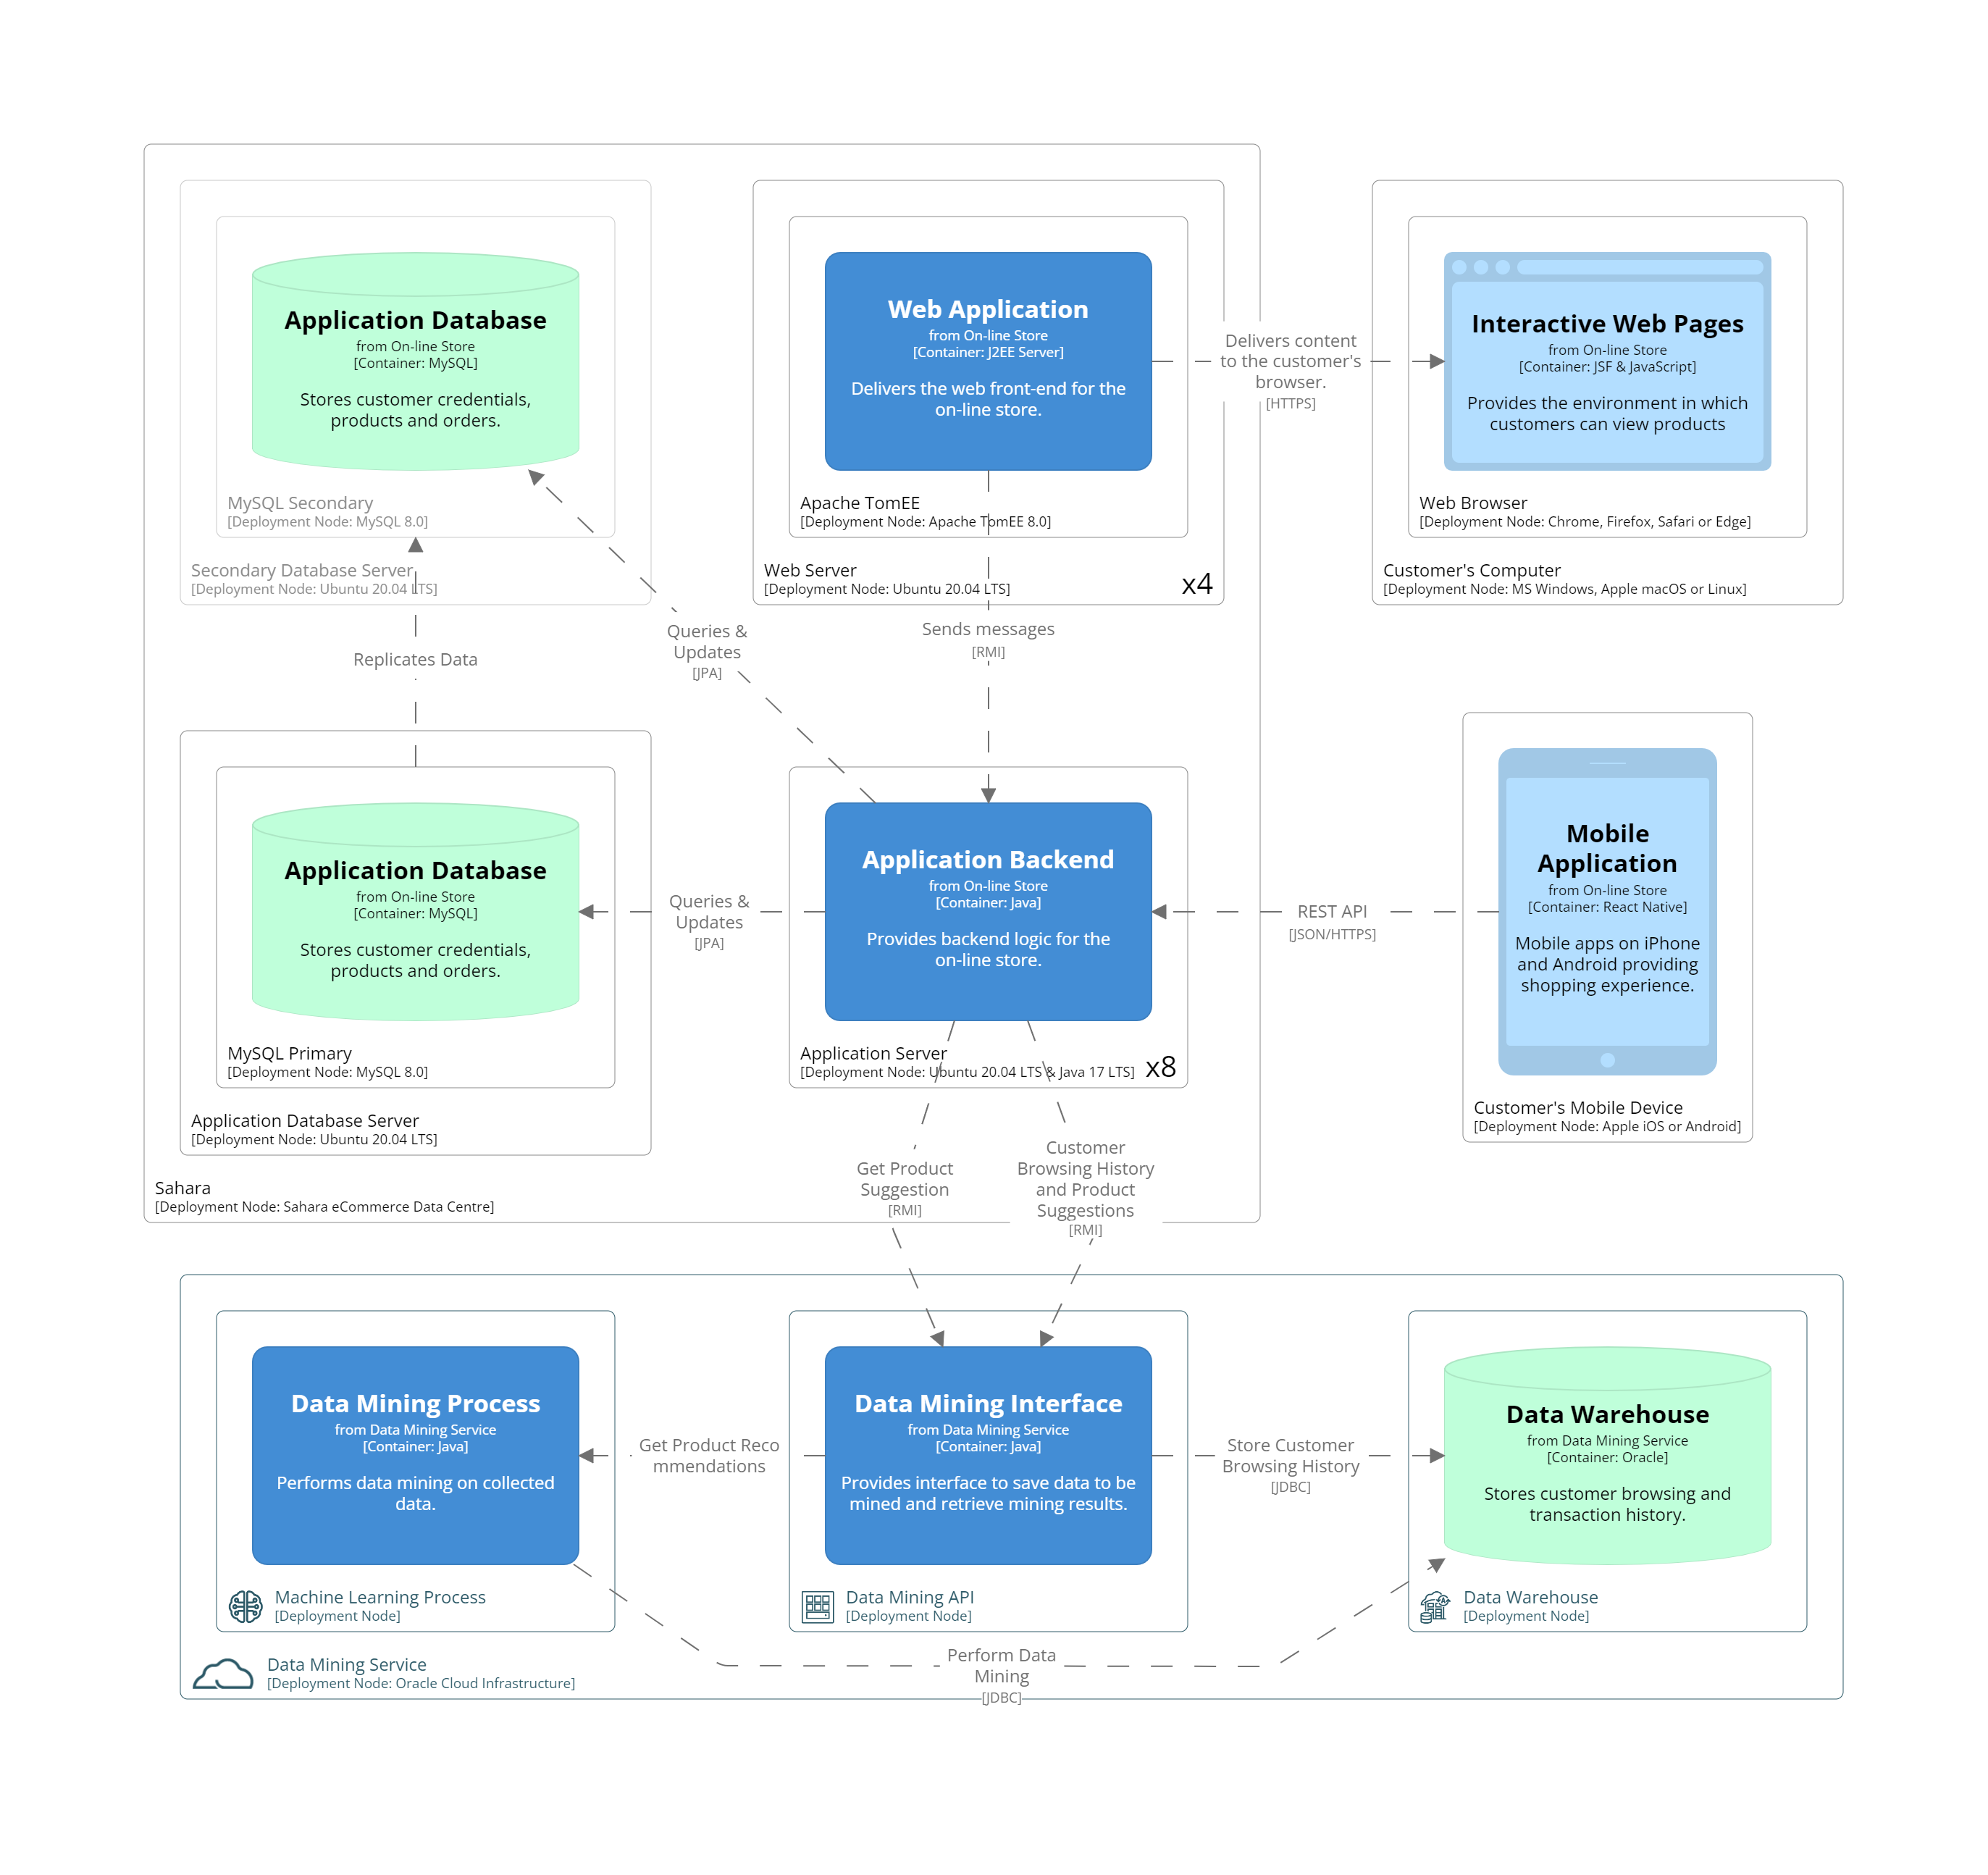 Application Database
from On-line Store
[Container: MySQL]
Stores customer credentials,
products and orders.
MySQL Secondary
[Deployment Node: MySQL 8.0]
Secondary Database Server
[Deployment Node: Ubuntu 20.04 LTS]
Web Application
from On-line Store
[Container: J2EE Server]
Delivers the web front-end for the
on-line store.
Apache TomEE
[Deployment Node: Apache TomEE 8.0]
Web Server
[Deployment Node: Ubuntu 20.04 LTS]
x4
Delivers content
to the customer's
browser.
[HTTPS]
Interactive Web Pages
from On-line Store
[Container: JSF & JavaScript]
Provides the environment in which
customers can view products
Web Browser
[Deployment Node: Chrome, Firefox, Safari or Edge]
Customer's Computer
[Deployment Node: MS Windows, Apple macOS or Linux]
Replicates Data
Queries &
Updates
[JPA]
Sends messages
[RMI]
Application Database
from On-line Store
[Container: MySQL]
Stores customer credentials,
products and orders.
MySQL Primary
[Deployment Node: MySQL 8.0]
Application Database Server
[Deployment Node: Ubuntu 20.04 LTS]
Queries &
Updates
[JPA]
Application Backend
from On-line Store
[Container: Java]
Provides backend logic for the
on-line store.
Application Server
[Deployment Node: Ubuntu 20.04 LTS & Java 17 LTS]
x8
REST API
[JSON/HTTPS]
Mobile
Application
from On-line Store
[Container: React Native]
Mobile apps on iPhone
and Android providing
shopping experience.
Customer's Mobile Device
[Deployment Node: Apple iOS or Android]
Sahara
[Deployment Node: Sahara eCommerce Data Centre]
Get Product
Suggestion
[RMI]
Customer
Browsing History
and Product
Suggestions
[RMI]
Data Mining Process
from Data Mining Service
[Container: Java]
Performs data mining on collected
data.
Machine Learning Process
[Deployment Node]
Get Product Reco
mmendations
Data Mining Interface
from Data Mining Service
[Container: Java]
Provides interface to save data to be
mined and retrieve mining results.
Data Mining API
[Deployment Node]
Store Customer
Browsing History
[JDBC]
Data Warehouse
from Data Mining Service
[Container: Oracle]
Stores customer browsing and
transaction history.
Data Warehouse
[Deployment Node]
Perform Data
Mining
[JDBC]
Data Mining Service
[Deployment Node: Oracle Cloud Infrastructure]